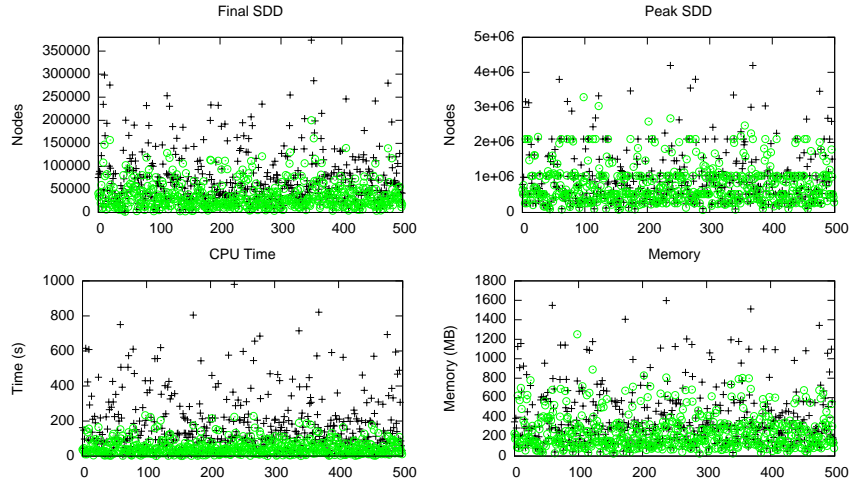 Final SDD
Nodes
350000
300000
250000
200000
150000
100000
50000
0
0 100 200 300 400 500
Peak SDD
Nodes
5e+06
4e+06
3e+06
2e+06
1e+06
0
0 100 200 300 400 500
CPU Time
Time (s)
1000
800
600
400
200
0
0 100 200 300 400 500
Memory
Memory (MB)
1800
1600
1400
1200
1000
800
600
400
200
0
0 100 200 300 400 500